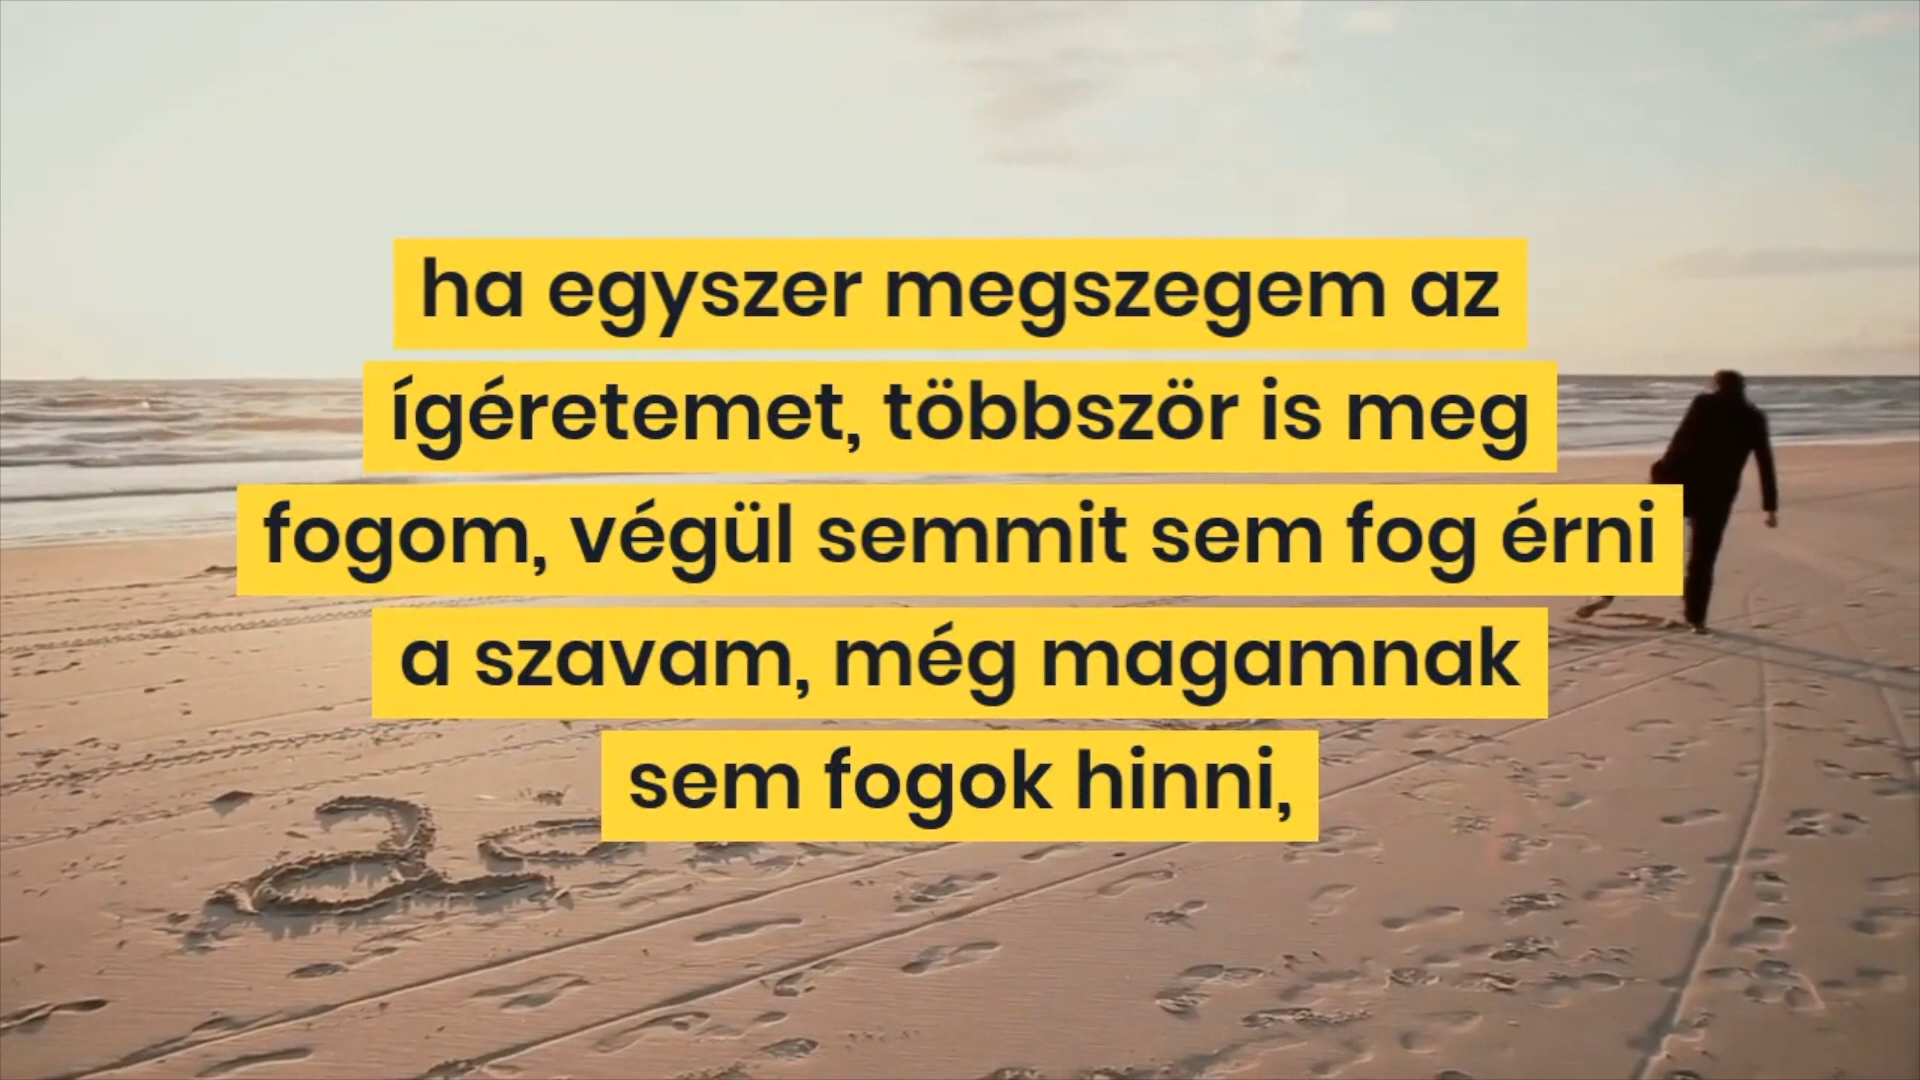 ha egyszer megszegem az
ígéretemet, többször is meg
fogom, végül semmit sem fog érni
a szavam, még magamnak
sem fogok hinni,